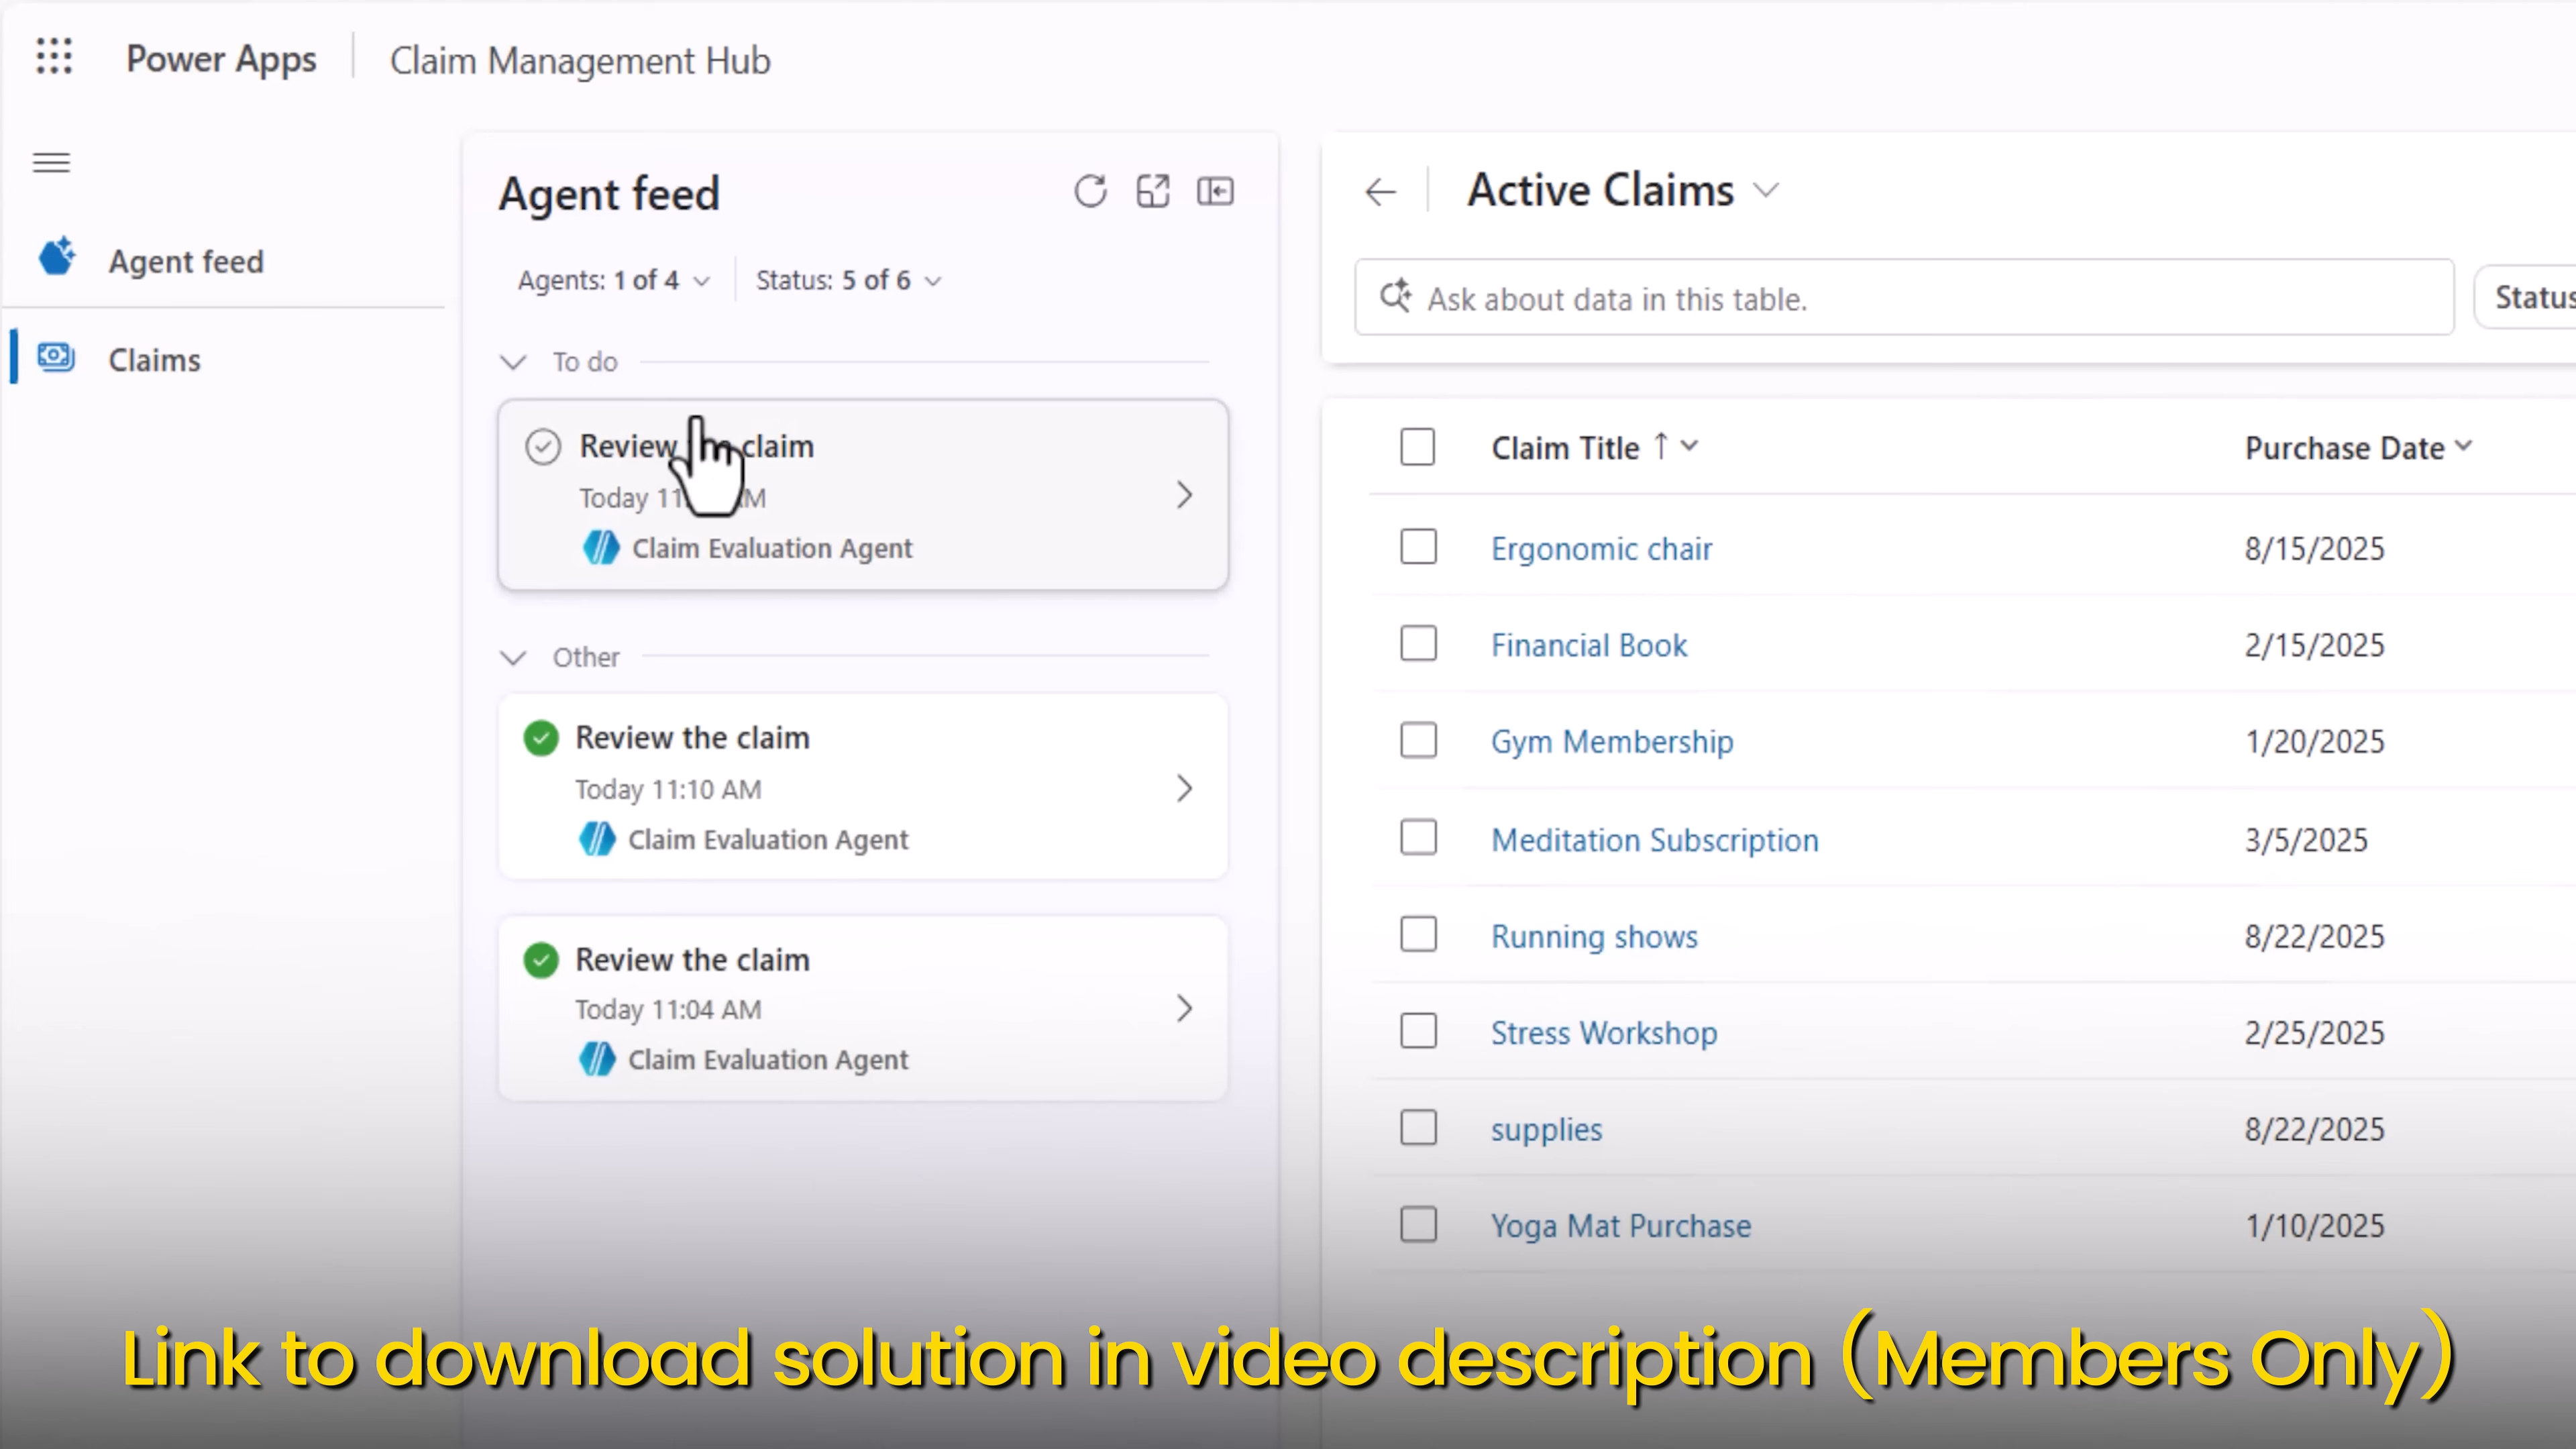 Power Apps
Claim Management Hub
Agent feed
Claims
Agent feed
Agents: 1 of 4
Status: 5 of 6
To do
Review claim
Today
Claim Evaluation Agent
Other
Review the claim
Today 11:10 AM
Claim Evaluation Agent
Review the claim
Today 11:04 AM
Claim Evaluation Agent
Active Claims
Ask about data in this table.
Status
Claim Title Purchase Date
Ergonomic chair 8/15/2025
Financial Book 2/15/2025
Gym Membership 1/20/2025
Meditation Subscription 3/5/2025
Running shows 8/22/2025
Stress Workshop 2/25/2025
supplies 8/22/2025
Yoga Mat Purchase 1/10/2025
Link to download solution in video description (Members Only)